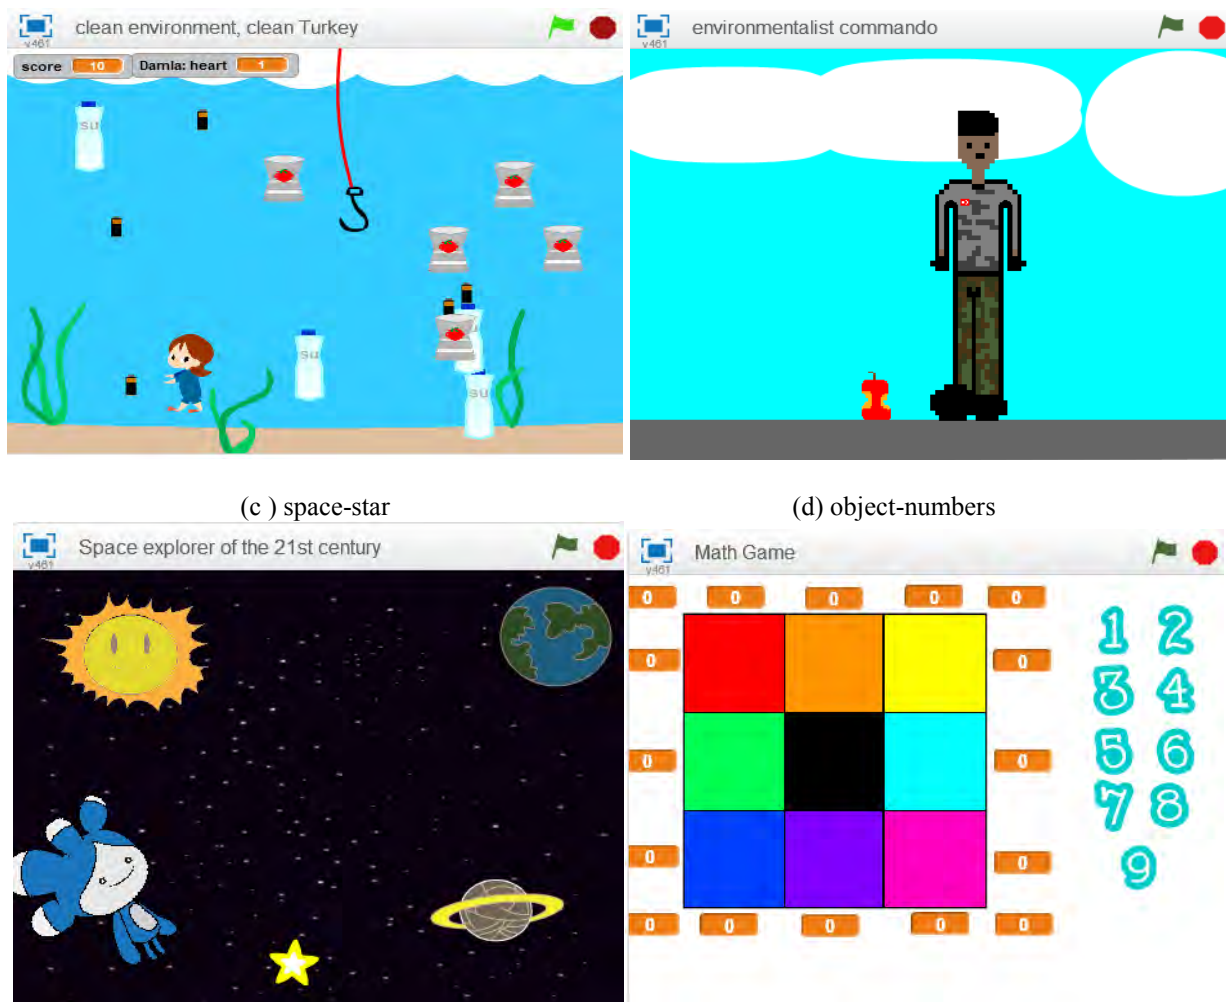 clean environment, clean Turkey
v461
score 10 Damla: heart 1
su
su
su
su
environmentalist commando
v461
(c ) space-star
(d) object-numbers
Space explorer of the 21st century
v461
Math Game
v461
0 0 0 0 0
0 0
0 0
0 0
0 0 0 0 0
1 2
3 4
5 6
7 8
9